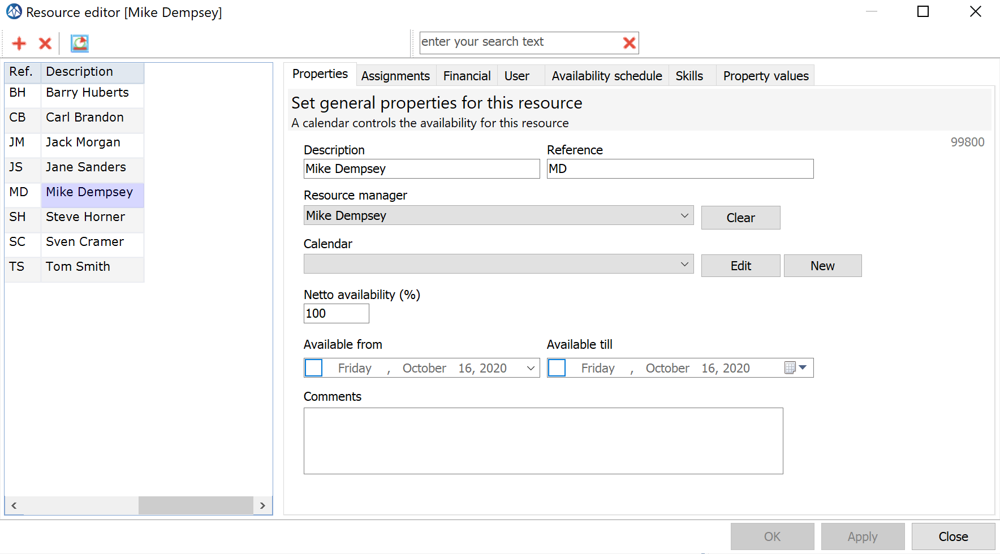 Resource editor [Mike Dempsey]
enter your search text
Ref. Description
BH Barry Huberts
CB Carl Brandon
JM Jack Morgan
JS Jane Sanders
MD Mike Dempsey
SH Steve Horner
SC Sven Cramer
TS Tom Smith
Properties Assignments Financial User Availability schedule Skills Property values
Set general properties for this resource
A calendar controls the availability for this resource
99800
Description Reference
Mike Dempsey MD
Resource manager
Mike Dempsey Clear
Calendar
Edit New
Netto availability (%)
100
Available from Available till
Friday , October 16, 2020 Friday , October 16, 2020
Comments
OK Apply Close